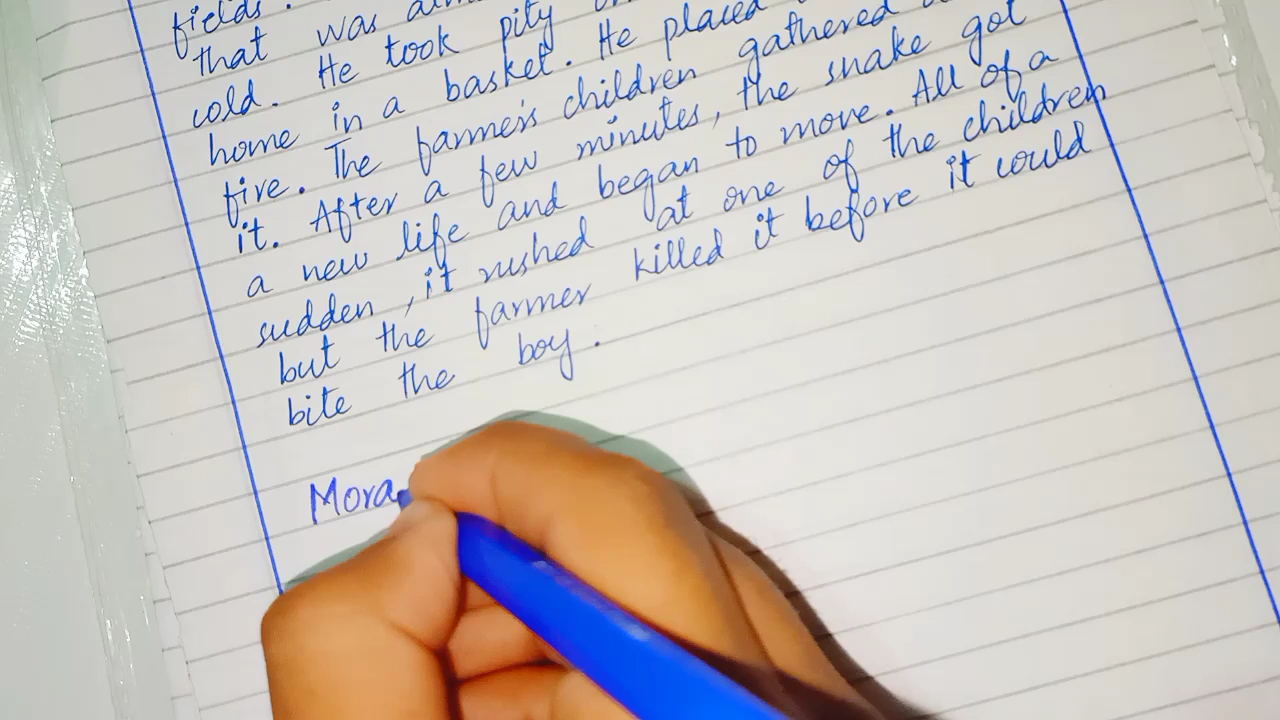 fields.
that was
cold. He took pity
home in a basket. He placed
fire. The farmer's children gathered
it. After a few minutes, the snake got
a new life and began to move. All of a
sudden, it rushed at one of the children
but the farmer killed it before it could
bite the boy.
Mora